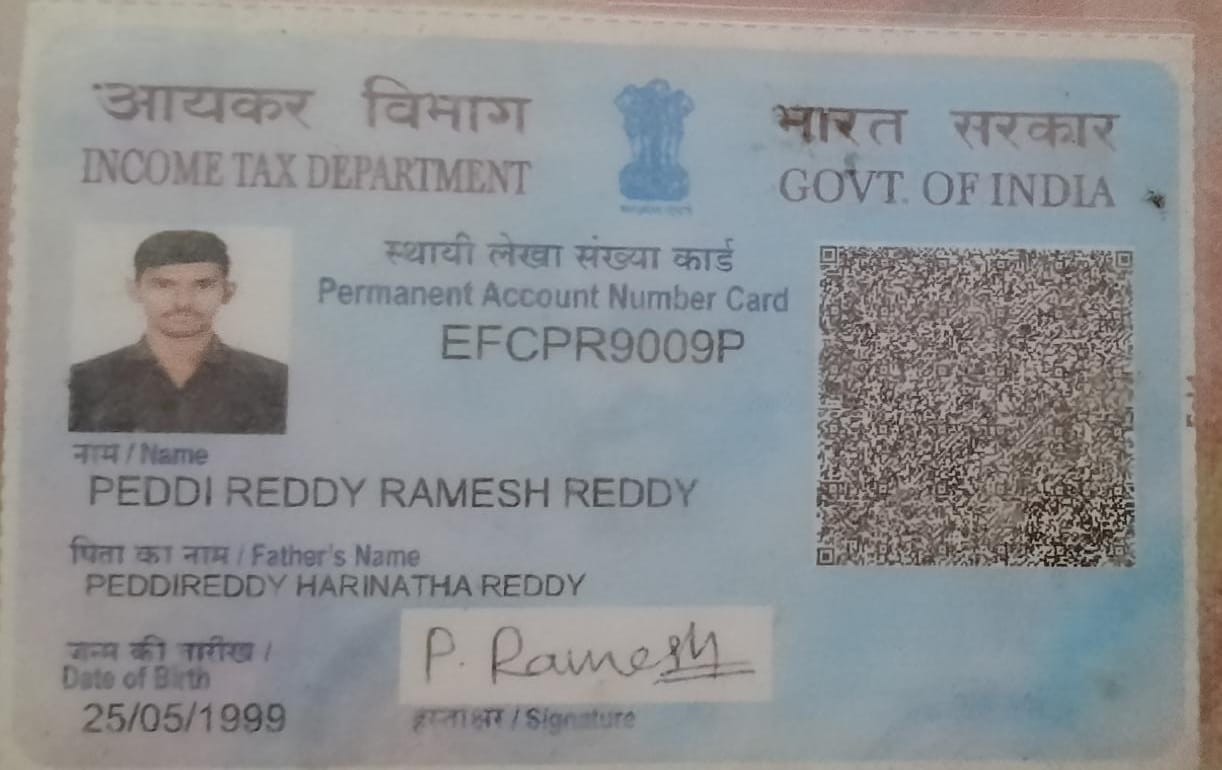 आयकर विभाग
INCOME TAX DEPARTMENT
भारत सरकार
GOVT. OF INDIA
स्थायी लेखा संख्या कार्ड
Permanent Account Number Card
EFCPR9009P
नाम / Name
PEDDI REDDY RAMESH REDDY
पिता का नाम / Father's Name
PEDDIREDDY HARINATHA REDDY
जन्म की तारीख /
Date of Birth
25/05/1999
P. Ramesh
हस्ताक्षर / Signature